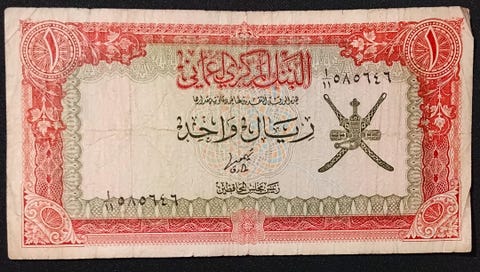 ١ ١
البنك المركزي العماني
١/١١ ٥٨٥٦٤٦
ريال واحد
رئيس مجلس المحافظين
١/١١ ٥٨٥٦٤٦